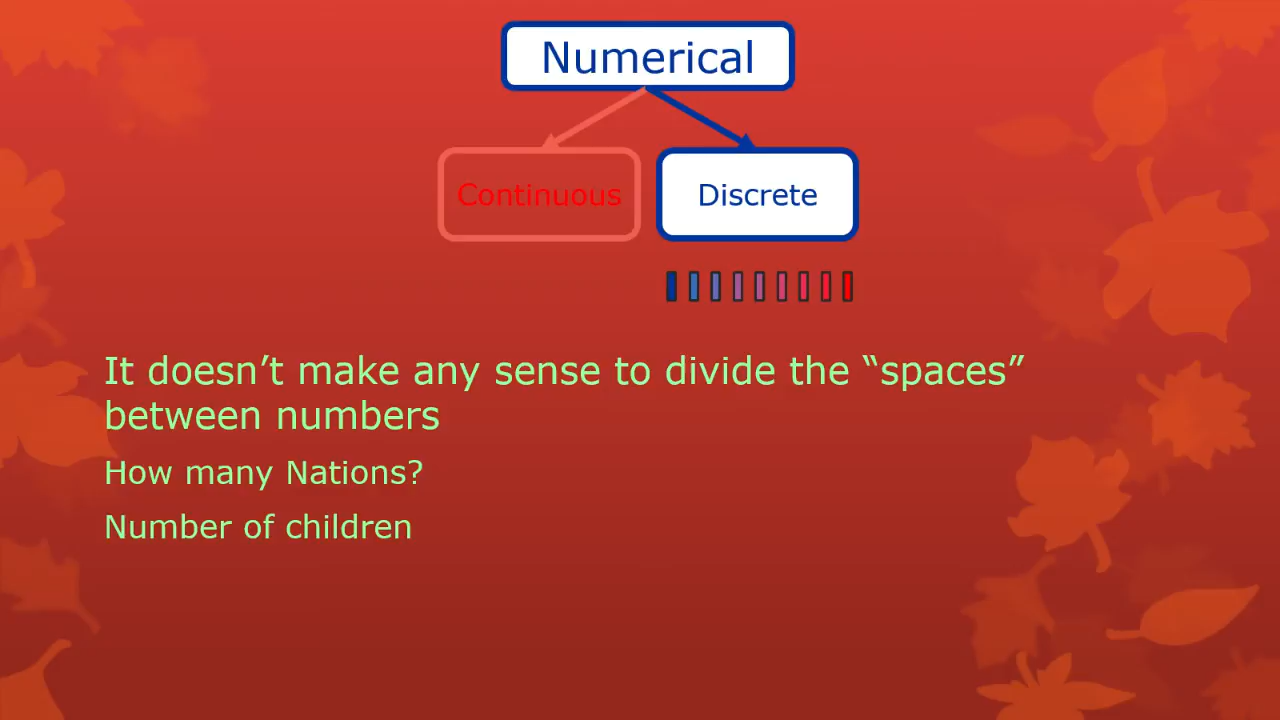 Numerical
Continuous
Discrete
It doesn’t make any sense to divide the “spaces”
between numbers
How many Nations?
Number of children